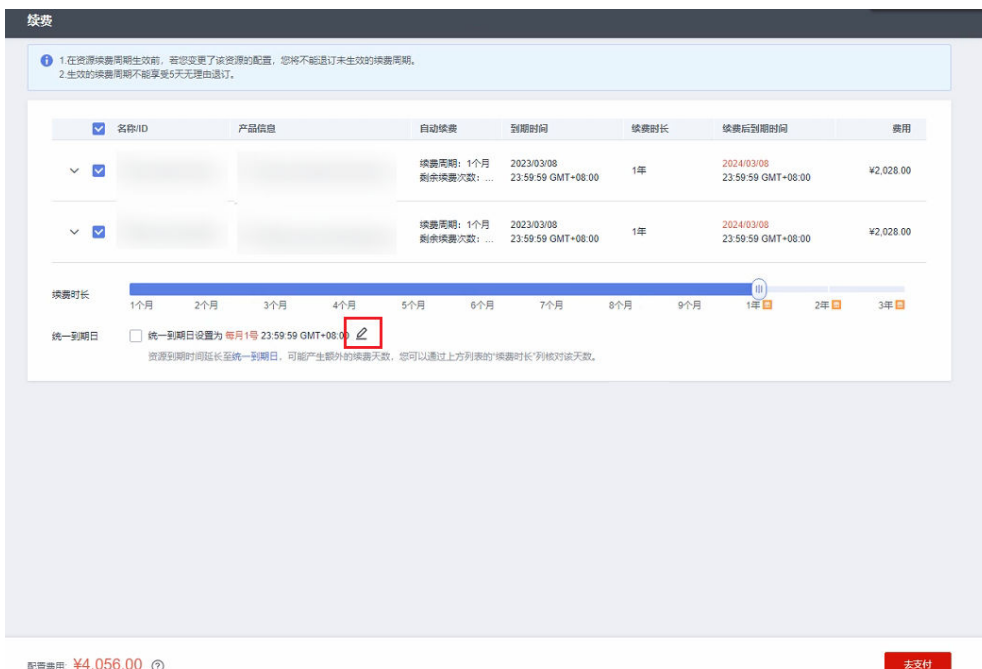 续费
1.在资源续费周期生效前，若您变更了该资源的配置，您将不能退订未生效的续费周期。
2.生效的续费周期不能享受5天无理由退订。
名称/ID 产品信息 自动续费 到期时间 续费时长 续费后到期时间 费用
续费周期：1个月 2023/03/08 1年 2024/03/08 ¥2,028.00
剩余续费次数：... 23:59:59 GMT+08:00 23:59:59 GMT+08:00
续费周期：1个月 2023/03/08 1年 2024/03/08 ¥2,028.00
剩余续费次数：... 23:59:59 GMT+08:00 23:59:59 GMT+08:00
续费时长
1个月 2个月 3个月 4个月 5个月 6个月 7个月 8个月 9个月 1年 2年 3年
统一到期日 统一到期日设置为 每月1号 23:59:59 GMT+08:00
资源到期时间延长至统一到期日，可能产生额外的续费天数，您可以通过上方列表的“续费时长”列核对该天数。
配置费用: ¥4,056.00
去支付